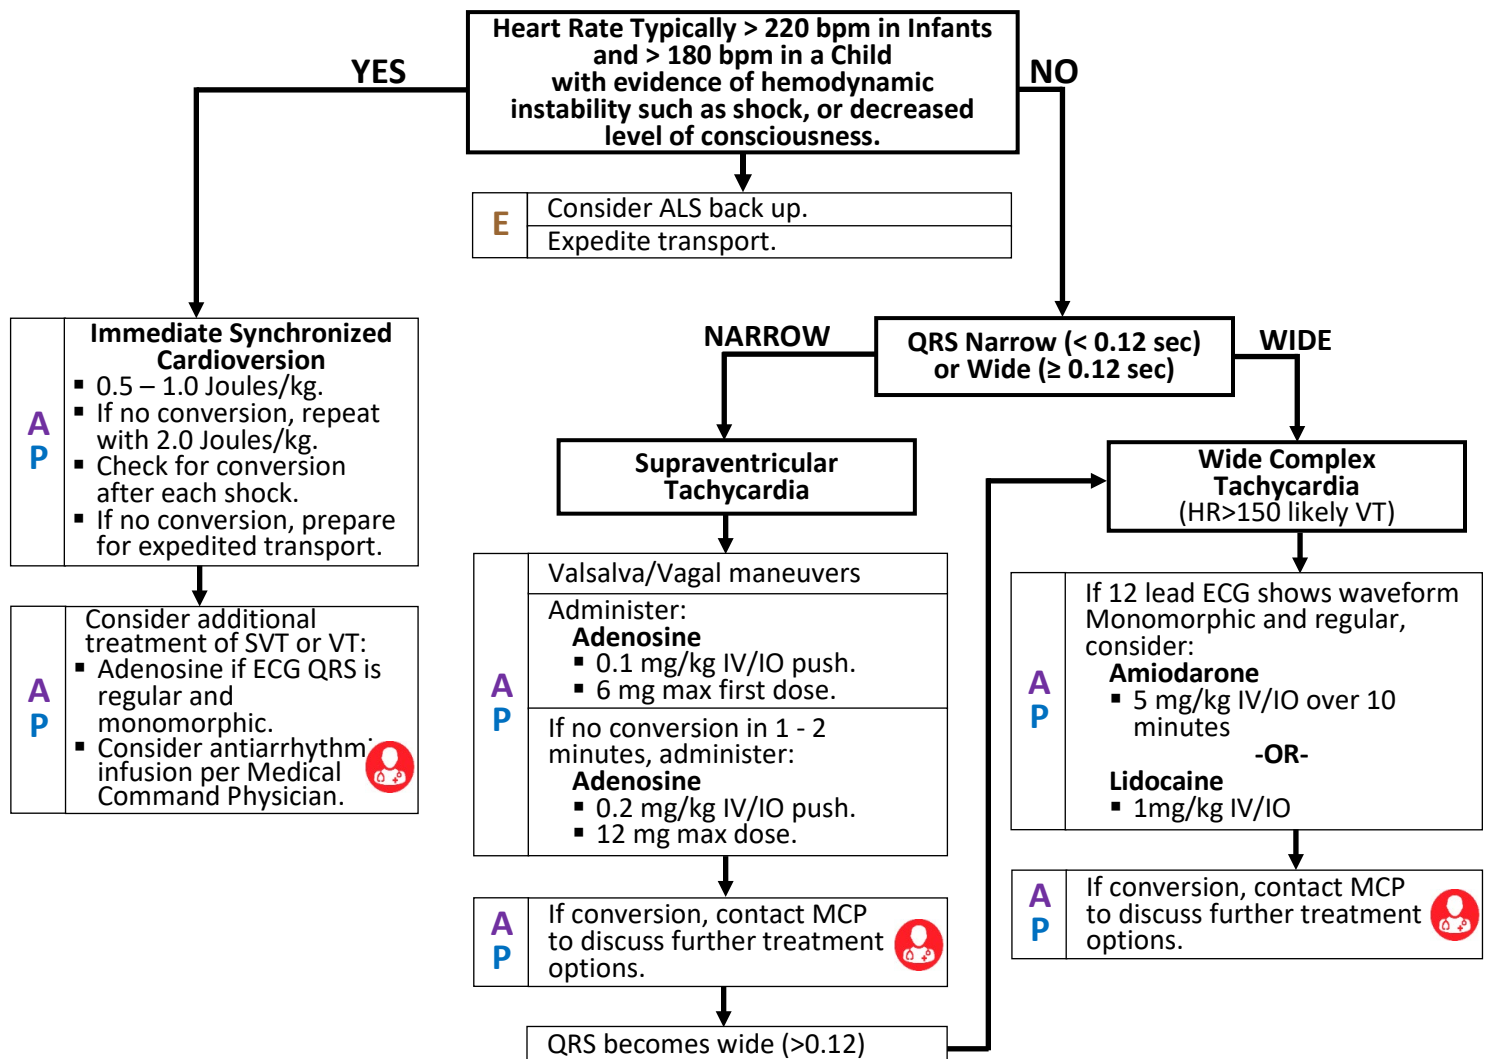 Heart Rate Typically > 220 bpm in Infants
and > 180 bpm in a Child
with evidence of hemodynamic
instability such as shock, or decreased
level of consciousness.
YES
NO
E
Consider ALS back up.
Expedite transport.
A
P
Immediate Synchronized
Cardioversion
▪ 0.5 – 1.0 Joules/kg.
▪ If no conversion, repeat
with 2.0 Joules/kg.
▪ Check for conversion
after each shock.
▪ If no conversion, prepare
for expedited transport.
A
P
Consider additional
treatment of SVT or VT:
▪ Adenosine if ECG QRS is
regular and
monomorphic.
▪ Consider antiarrhythmi
infusion per Medical
Command Physician.
NARROW
QRS Narrow (< 0.12 sec)
or Wide (≥ 0.12 sec)
WIDE
Supraventricular
Tachycardia
A
P
Valsalva/Vagal maneuvers
Administer:
Adenosine
▪ 0.1 mg/kg IV/IO push.
▪ 6 mg max first dose.
If no conversion in 1 - 2
minutes, administer:
Adenosine
▪ 0.2 mg/kg IV/IO push.
▪ 12 mg max dose.
A
P
If conversion, contact MCP
to discuss further treatment
options.
QRS becomes wide (>0.12)
Wide Complex
Tachycardia
(HR>150 likely VT)
A
P
If 12 lead ECG shows waveform
Monomorphic and regular,
consider:
Amiodarone
▪ 5 mg/kg IV/IO over 10
minutes
-OR-
Lidocaine
▪ 1mg/kg IV/IO
A
P
If conversion, contact MCP
to discuss further treatment
options.